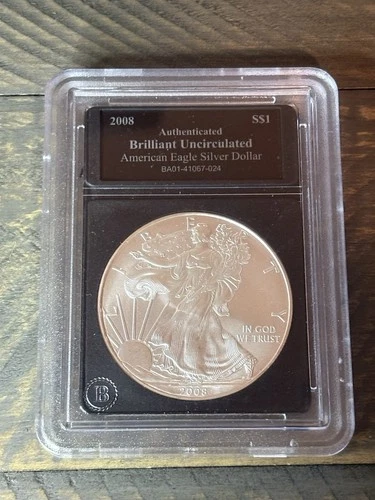 2008 S$1
Authenticated
Brilliant Uncirculated
American Eagle Silver Dollar
BA01-41067-024
LIBERTY
IN GOD
WE TRUST
2008
B